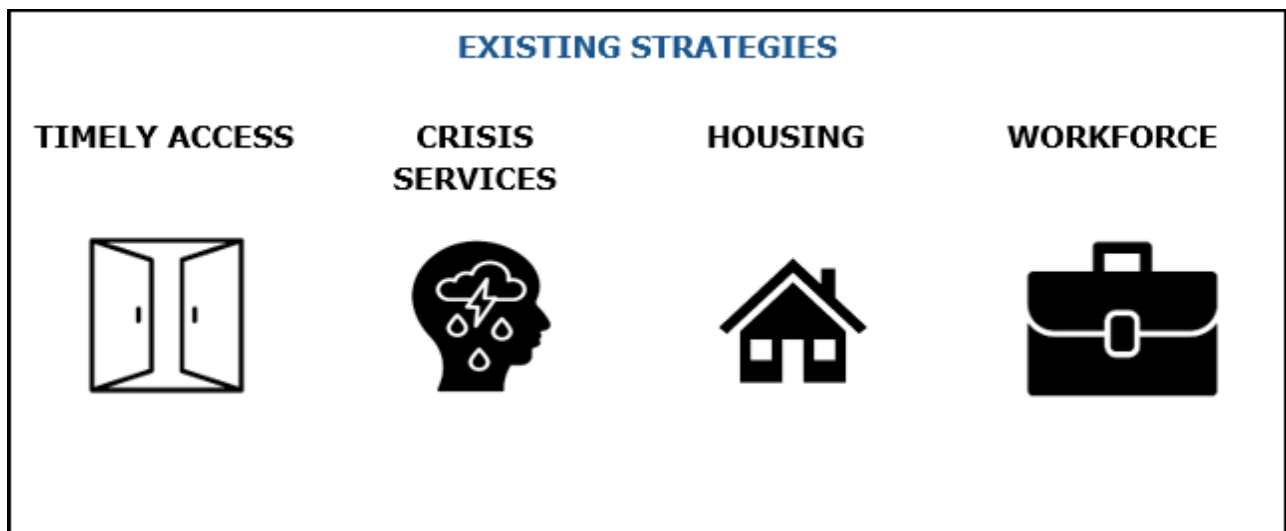 EXISTING STRATEGIES
TIMELY ACCESS
CRISIS
SERVICES
HOUSING
WORKFORCE